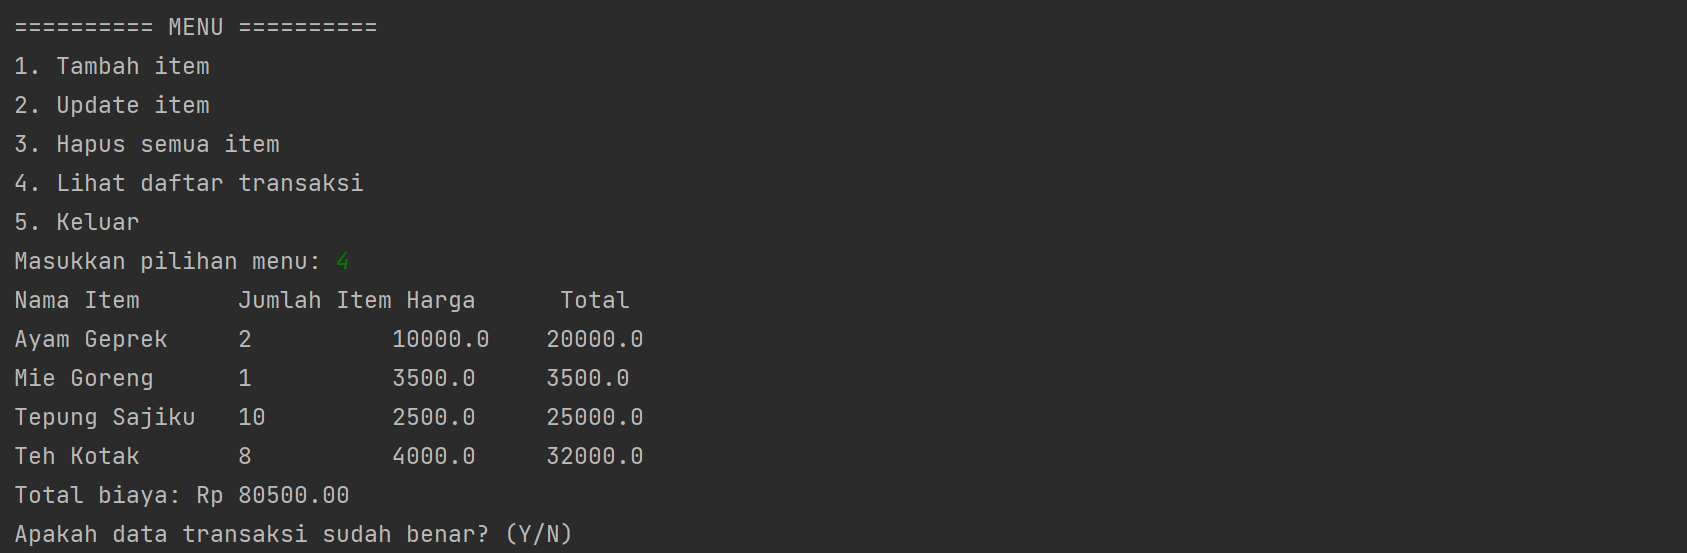 ========== MENU ==========
1. Tambah item
2. Update item
3. Hapus semua item
4. Lihat daftar transaksi
5. Keluar
Masukkan pilihan menu: 4
Nama Item       Jumlah Item Harga      Total
Ayam Geprek     2          10000.0    20000.0
Mie Goreng      1          3500.0     3500.0
Tepung Sajiku   10         2500.0     25000.0
Teh Kotak       8          4000.0     32000.0
Total biaya: Rp 80500.00
Apakah data transaksi sudah benar? (Y/N)